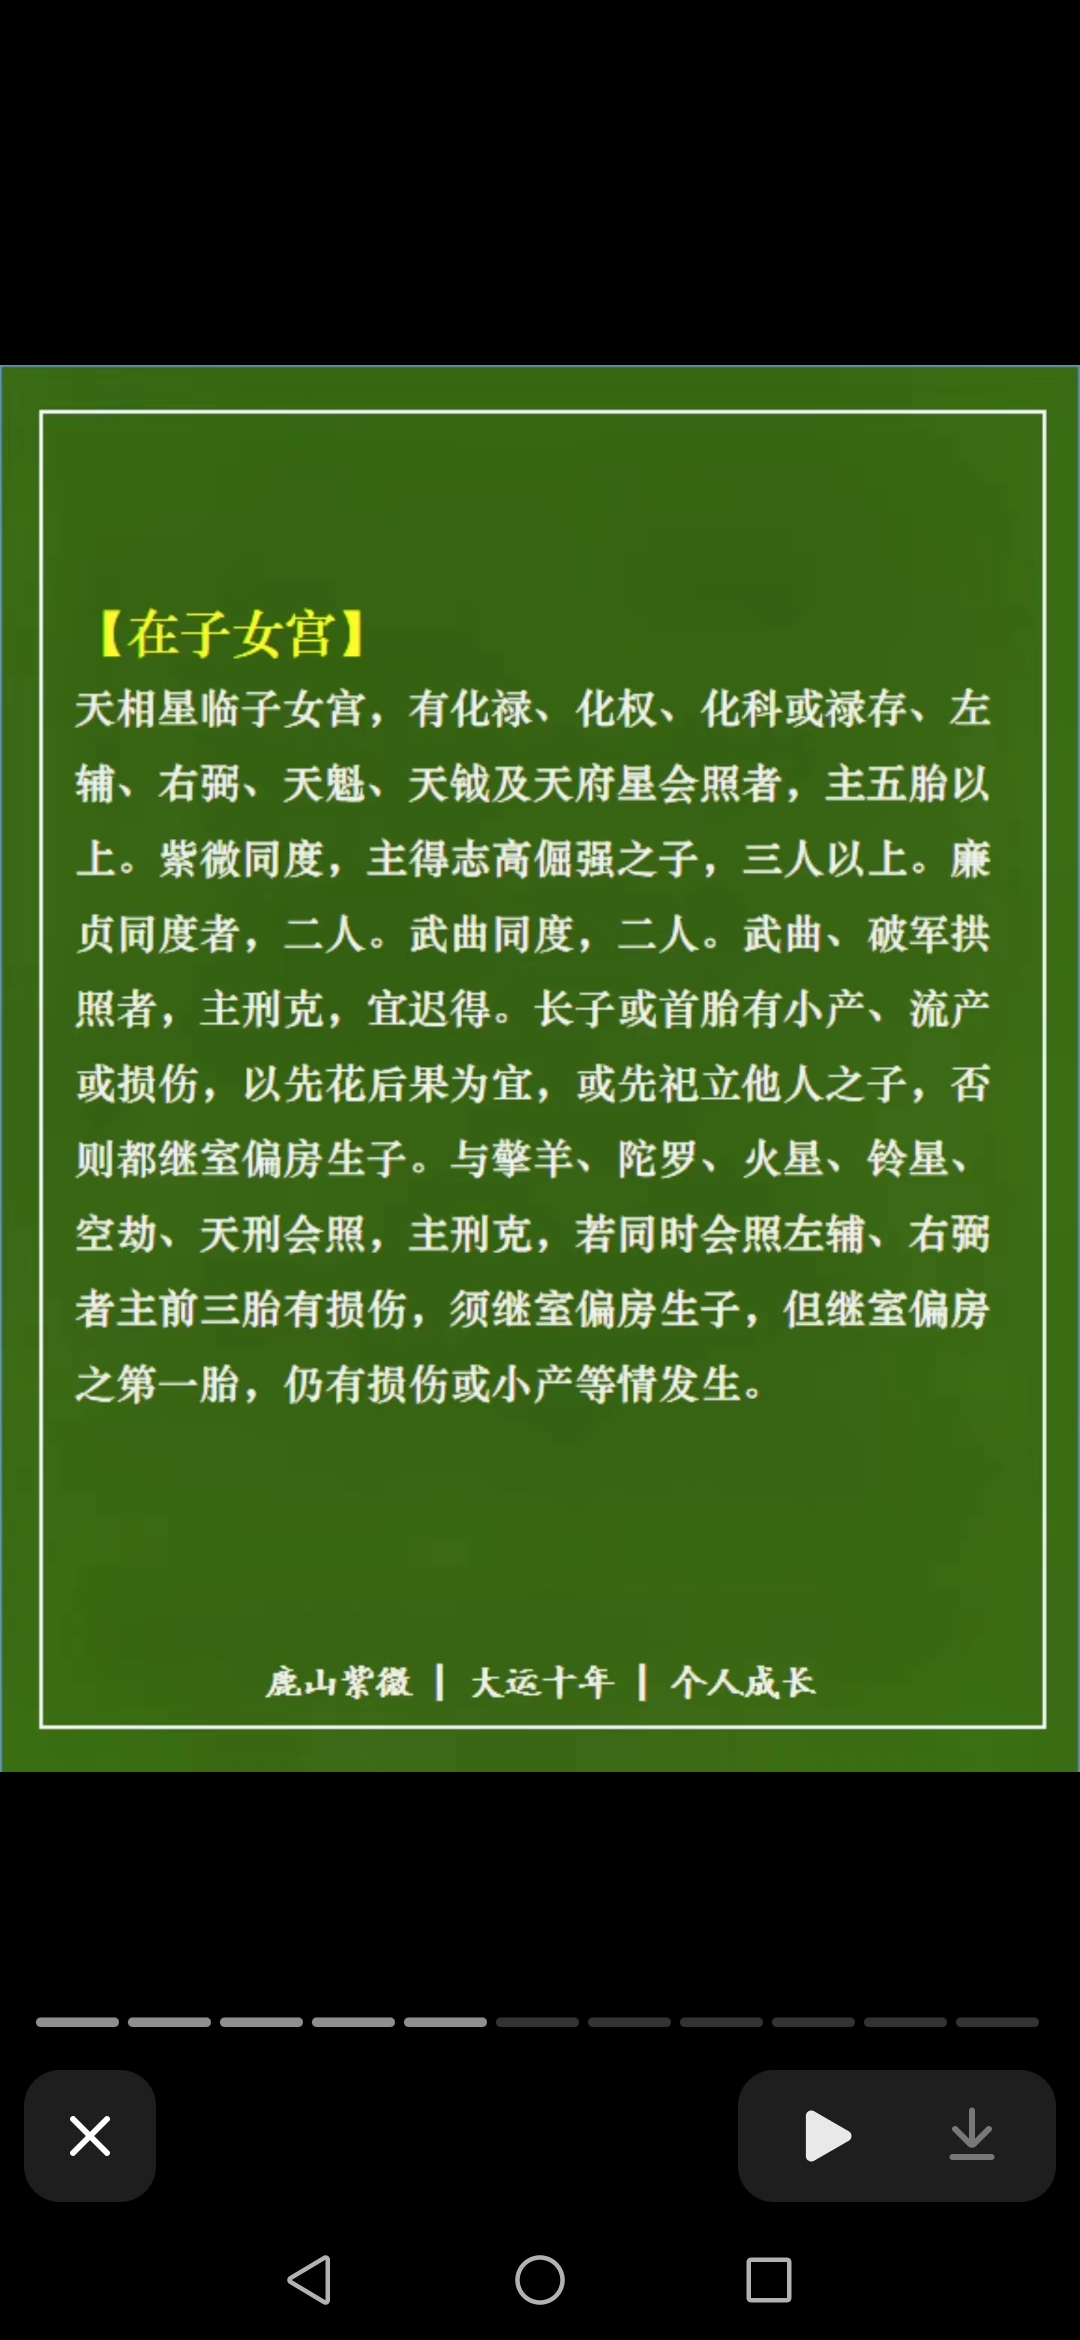 【在子女宫】
天相星临子女宫，有化禄、化权、化科或禄存、左
辅、右弼、天魁、天钺及天府星会照者，主五胎以
上。紫微同度，主得志高倔强之子，三人以上。廉
贞同度者，二人。武曲同度，二人。武曲、破军拱
照者，主刑克，宜迟得。长子或首胎有小产、流产
或损伤，以先花后果为宜，或先祀立他人之子，否
则都继室偏房生子。与擎羊、陀罗、火星、铃星、
空劫、天刑会照，主刑克，若同时会照左辅、右弼
者主前三胎有损伤，须继室偏房生子，但继室偏房
之第一胎，仍有损伤或小产等情发生。
鹿山紫微 | 大运十年 | 个人成长